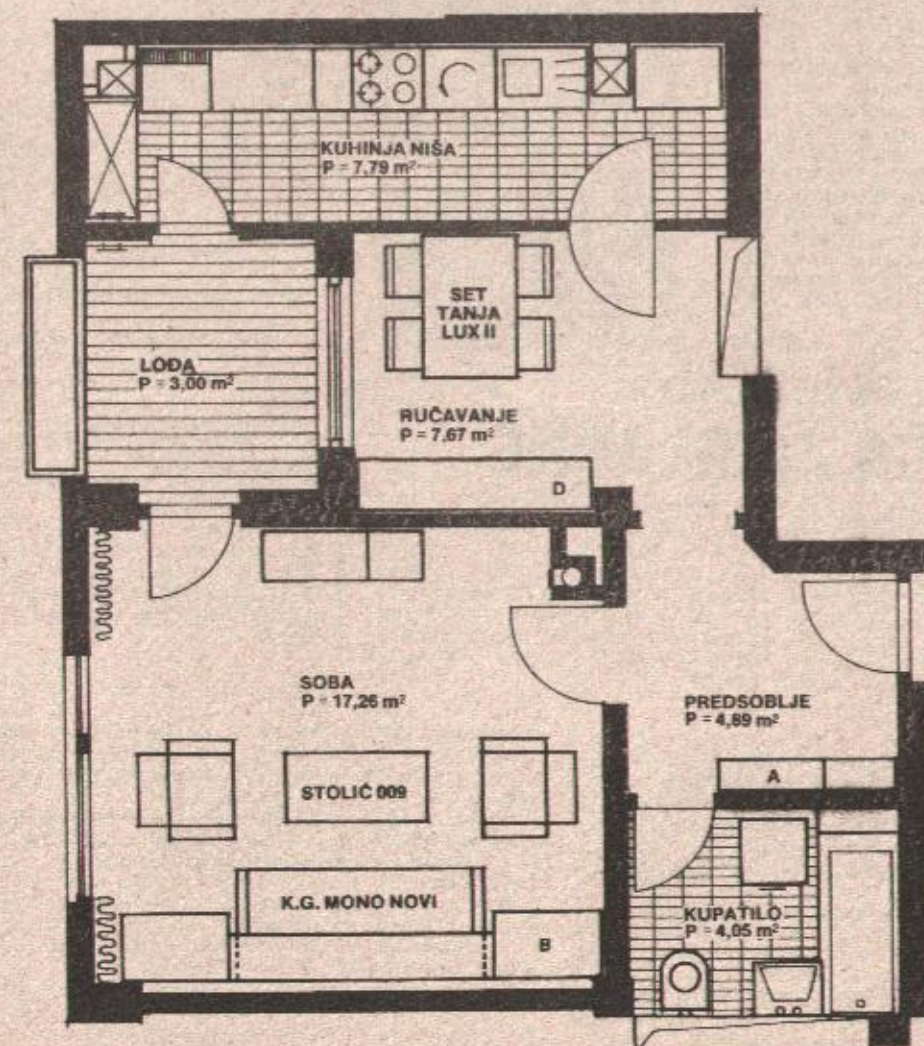 KUHINJA NIŠA
P = 7,79 m²
SET
TANJA
LUX II
LOĐA
P = 3,00 m²
RUČAVANJE
P = 7,67 m²
D
SOBA
P = 17,26 m²
PREDSOBLJE
P = 4,89 m²
A
STOLIĆ 009
K.G. MONO NOVI
B
KUPATILO
P = 4,05 m²